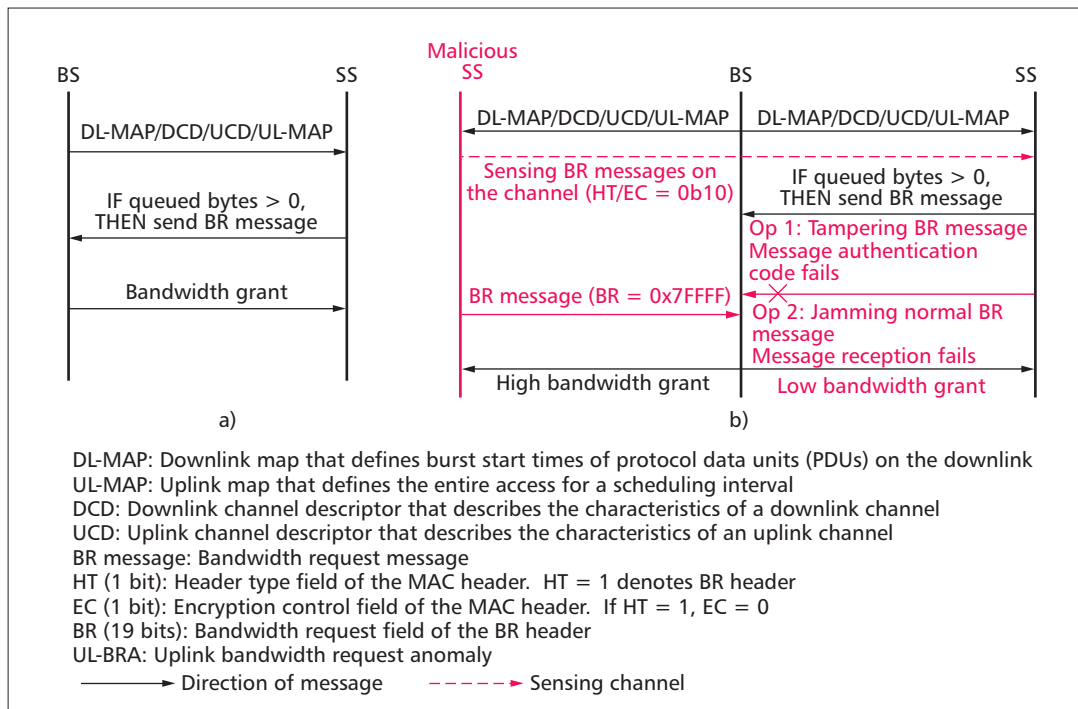 BS
SS
DL-MAP/DCD/UCD/UL-MAP
IF queued bytes > 0,
THEN send BR message
Bandwidth grant
a)
Malicious
SS
BS
SS
DL-MAP/DCD/UCD/UL-MAP
DL-MAP/DCD/UCD/UL-MAP
Sensing BR messages on
the channel (HT/EC = 0b10)
IF queued bytes > 0,
THEN send BR message
Op 1: Tampering BR message
Message authentication
code fails
BR message (BR = 0x7FFFF)
Op 2: Jamming normal BR
message
Message reception fails
High bandwidth grant
Low bandwidth grant
b)
DL-MAP: Downlink map that defines burst start times of protocol data units (PDUs) on the downlink
UL-MAP: Uplink map that defines the entire access for a scheduling interval
DCD: Downlink channel descriptor that describes the characteristics of a downlink channel
UCD: Uplink channel descriptor that describes the characteristics of an uplink channel
BR message: Bandwidth request message
HT (1 bit): Header type field of the MAC header. HT = 1 denotes BR header
EC (1 bit): Encryption control field of the MAC header. If HT = 1, EC = 0
BR (19 bits): Bandwidth request field of the BR header
UL-BRA: Uplink bandwidth request anomaly
Direction of message
Sensing channel